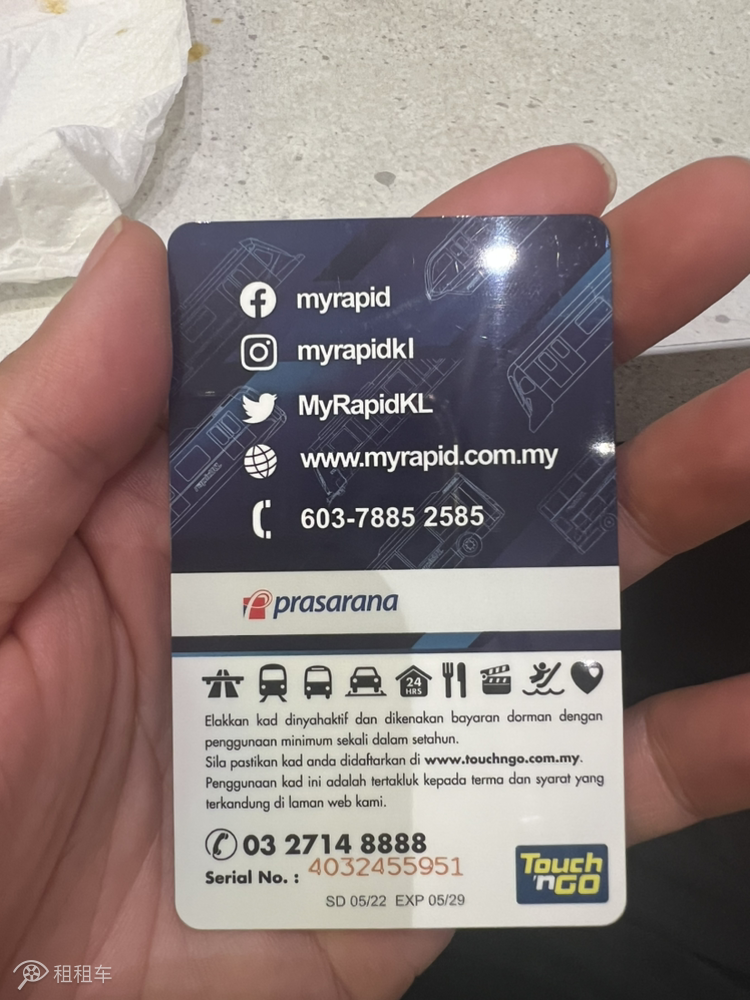 myrapid
myrapidkl
MyRapidKL
www.myrapid.com.my
603-7885 2585
prasarana
24
HRS
Elakkan kad dinyahaktif dan dikenakan bayaran dorman dengan
penggunaan minimum sekali dalam setahun.
Sila pastikan kad anda didaftarkan di www.touchngo.com.my.
Penggunaan kad ini adalah tertakluk kepada terma dan syarat yang
terkandung di laman web kami.
03 2714 8888
Serial No. : 4032455951
SD 05/22 EXP 05/29
Touch
'nGO
租租车